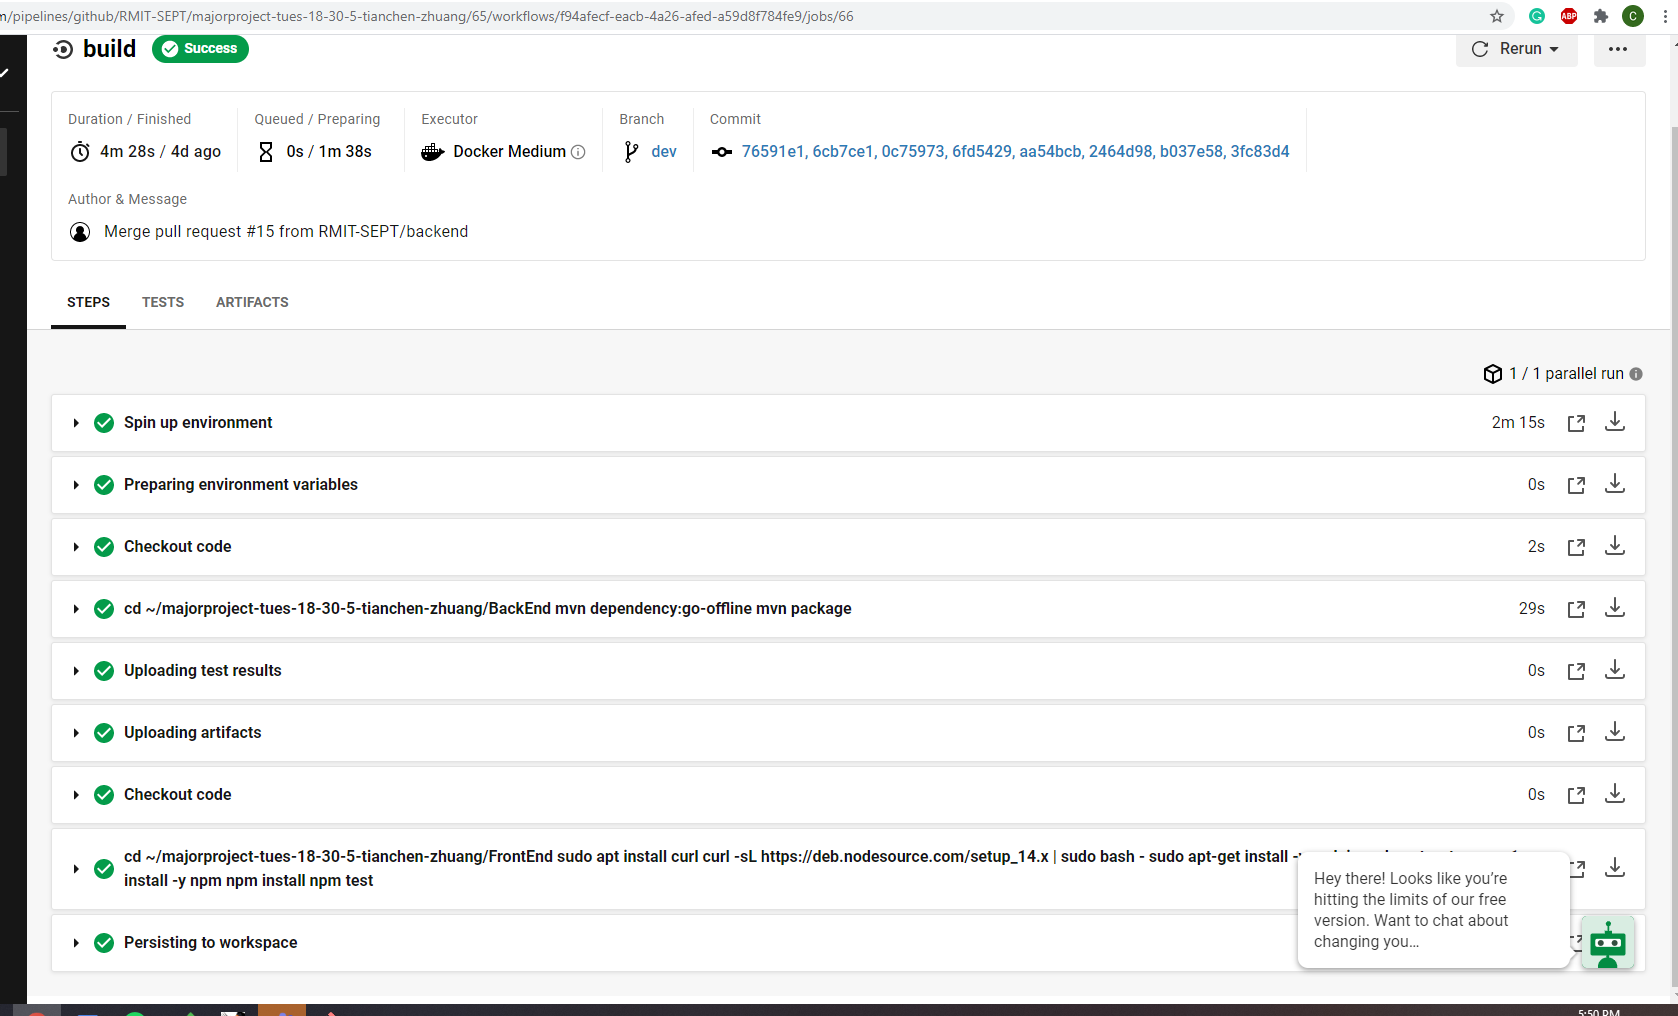 m/pipelines/github/RMIT-SEPT/majorproject-tues-18-30-5-tianchen-zhuang/65/workflows/f94afecf-eacb-4a26-afed-a59d8f784fe9/jobs/66
ABP
C
build
Success
Rerun
Duration / Finished
Queued / Preparing
Executor
Branch
Commit
4m 28s / 4d ago
0s / 1m 38s
Docker Medium
dev
76591e1, 6cb7ce1, 0c75973, 6fd5429, aa54bcb, 2464d98, b037e58, 3fc83d4
Author & Message
Merge pull request #15 from RMIT-SEPT/backend
STEPS
TESTS
ARTIFACTS
1 / 1 parallel run
Spin up environment
2m 15s
Preparing environment variables
0s
Checkout code
2s
cd ~/majorproject-tues-18-30-5-tianchen-zhuang/BackEnd mvn dependency:go-offline mvn package
29s
Uploading test results
0s
Uploading artifacts
0s
Checkout code
0s
cd ~/majorproject-tues-18-30-5-tianchen-zhuang/FrontEnd sudo apt install curl curl -sL https://deb.nodesource.com/setup_14.x | sudo bash - sudo apt-get install
install -y npm npm install npm test
Hey there! Looks like you're
hitting the limits of our free
version. Want to chat about
changing you...
Persisting to workspace
5:50 PM